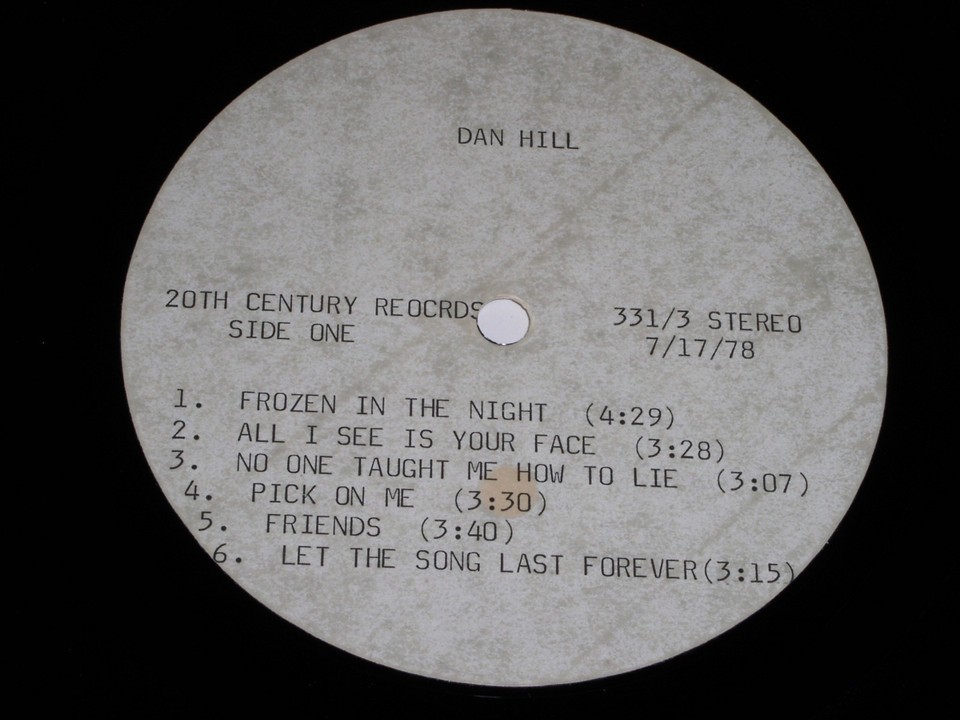 DAN HILL
20TH CENTURY REOCRDS
SIDE ONE
331/3 STEREO
7/17/78
1. FROZEN IN THE NIGHT (4:29)
2. ALL I SEE IS YOUR FACE (3:28)
3. NO ONE TAUGHT ME HOW TO LIE (3:07)
4. PICK ON ME (3:30)
5. FRIENDS (3:40)
6. LET THE SONG LAST FOREVER(3:15)